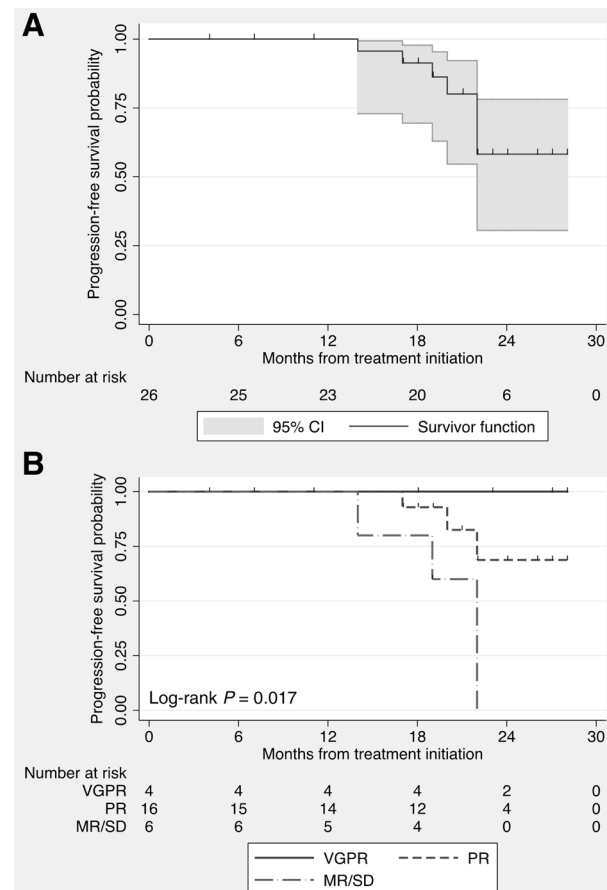 A
Progression-free survival probability
1.00
0.75
0.50
0.25
0.00
0 6 12 18 24 30
Months from treatment initiation
Number at risk
26 25 23 20 6 0
95% CI Survivor function
B
Progression-free survival probability
1.00
0.75
0.50
0.25
0.00
Log-rank P = 0.017
0 6 12 18 24 30
Months from treatment initiation
Number at risk
VGPR 4 4 4 4 2 0
PR 16 15 14 12 4 0
MR/SD 6 6 5 4 0 0
VGPR PR
MR/SD